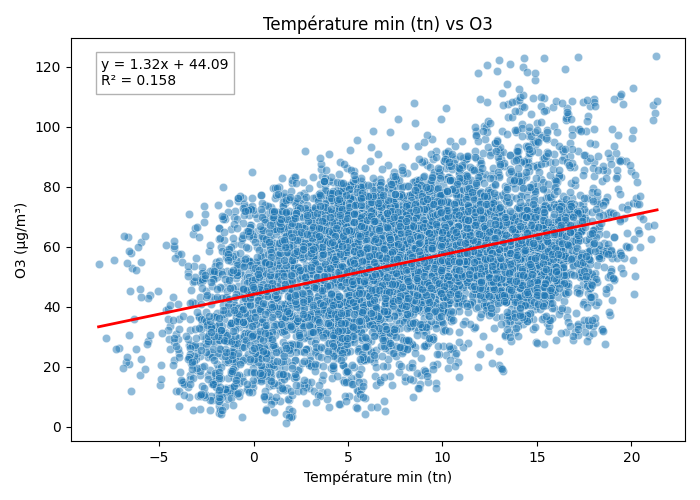 Température min (tn) vs O3
y = 1.32x + 44.09
R² = 0.158
O3 (µg/m³)
120
100
80
60
40
20
0
−5
0
5
10
15
20
Température min (tn)